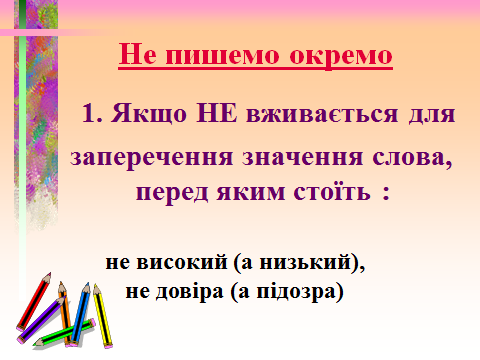 Не пишемо окремо
1. Якщо НЕ вживається для
заперечення значення слова,
перед яким стоїть :
не високий (а низький),
не довіра (а підозра)